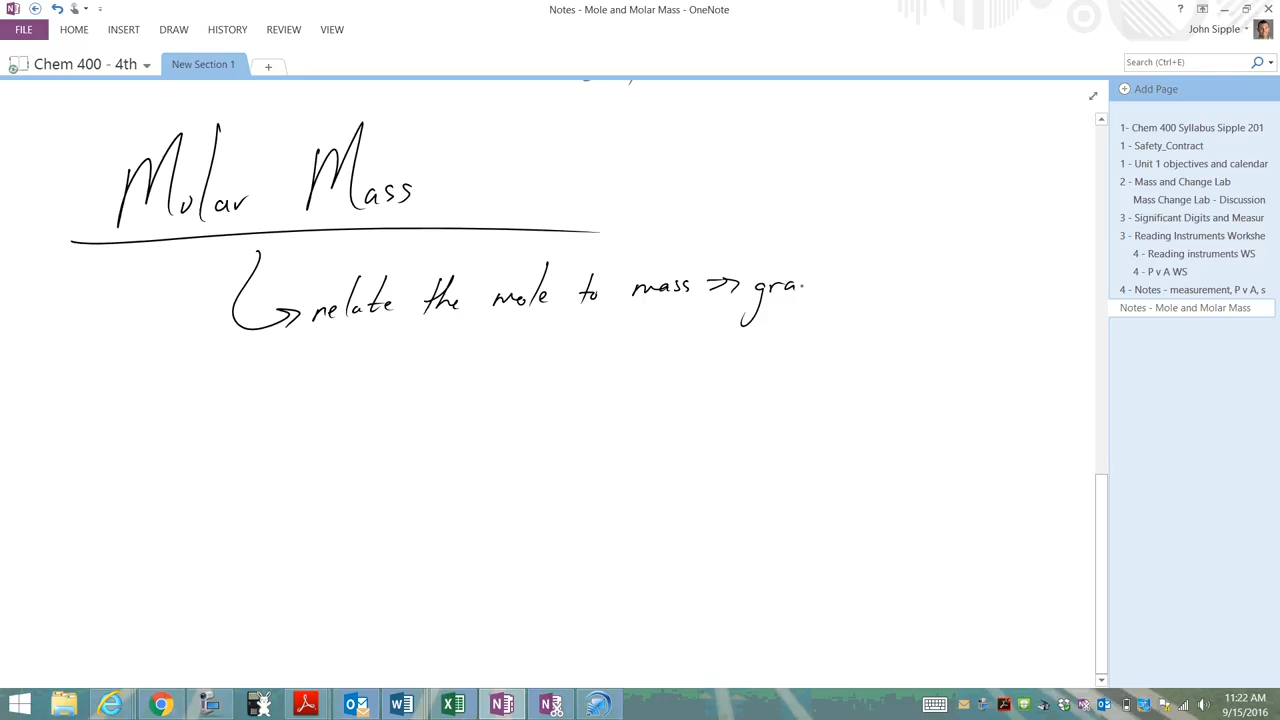 Notes - Mole and Molar Mass - OneNote
FILE HOME INSERT DRAW HISTORY REVIEW VIEW
John Sipple
Chem 400 - 4th
New Section 1
Search (Ctrl+E)
Add Page
1- Chem 400 Syllabus Sipple 201
1 - Safety_Contract
1 - Unit 1 objectives and calendar
2 - Mass and Change Lab
Mass Change Lab - Discussion
3 - Significant Digits and Measur
3 - Reading Instruments Workshe
4 - Reading instruments WS
4 - P v A WS
4 - Notes - measurement, P v A, s
Notes - Mole and Molar Mass
Molar Mass
relate the mole to mass => gra
11:22 AM
9/15/2016